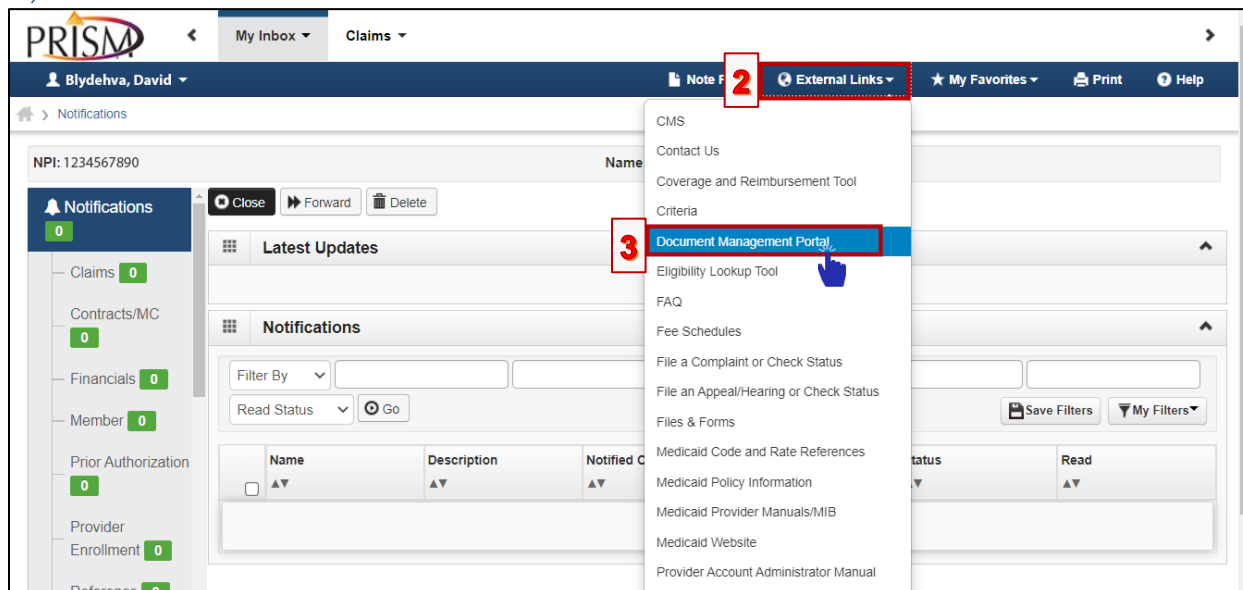 PRISM
My Inbox
Claims
Blydehva, David
Note
2
External Links
My Favorites
Print
Help
Notifications
NPI: 1234567890
Name
CMS
Contact Us
Coverage and Reimbursement Tool
Criteria
3
Document Management Portal
Eligibility Lookup Tool
FAQ
Fee Schedules
File a Complaint or Check Status
File an Appeal/Hearing or Check Status
Files & Forms
Medicaid Code and Rate References
Medicaid Policy Information
Medicaid Provider Manuals/MIB
Medicaid Website
Provider Account Administrator Manual
Notifications
0
Claims 0
Contracts/MC
0
Financials 0
Member 0
Prior Authorization
0
Provider
Enrollment 0
Close Forward Delete
Latest Updates
Notifications
Filter By
Read Status Go
Save Filters My Filters
Name Description Notified tatus Read